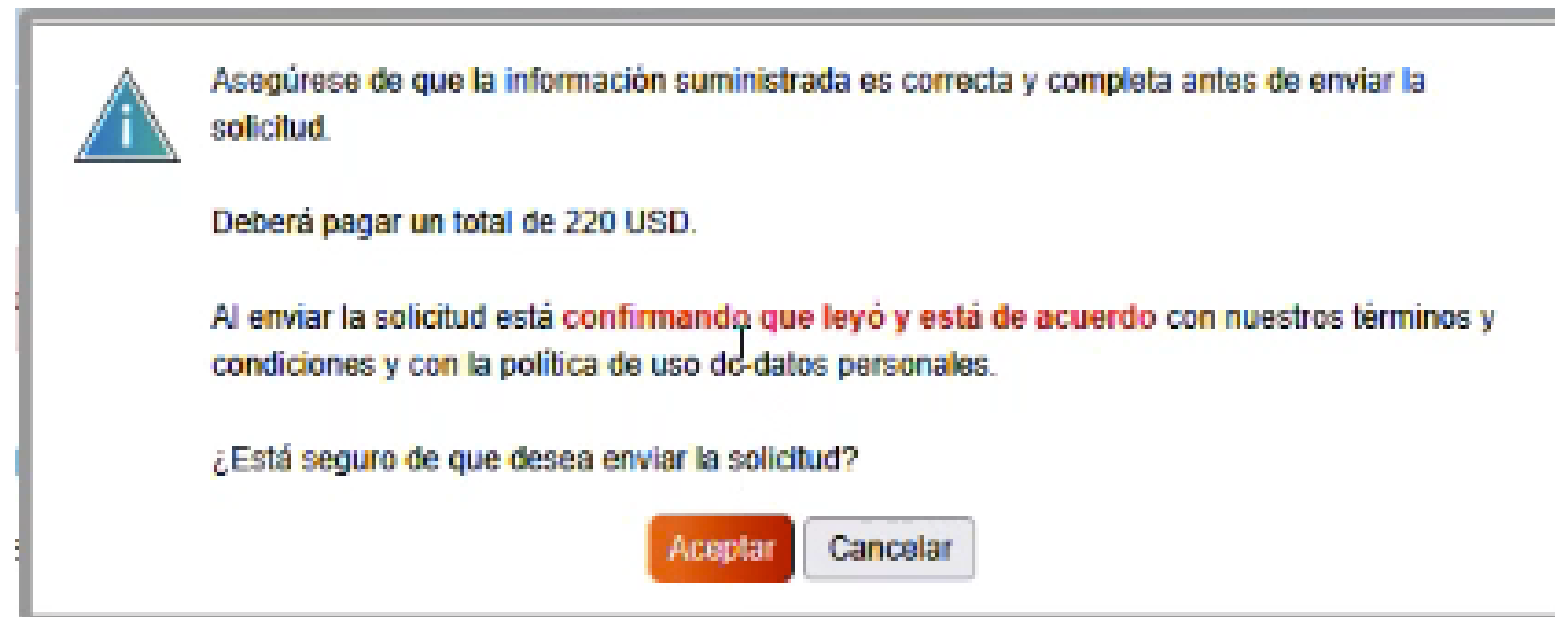 Asegúrese de que la información suministrada es correcta y completa antes de enviar la
solicitud.
Deberá pagar un total de 220 USD.
Al enviar la solicitud está confirmando que leyó y está de acuerdo con nuestros términos y
condiciones y con la política de uso de datos personales.
¿Está seguro de que desea enviar la solicitud?
Aceptar Cancelar